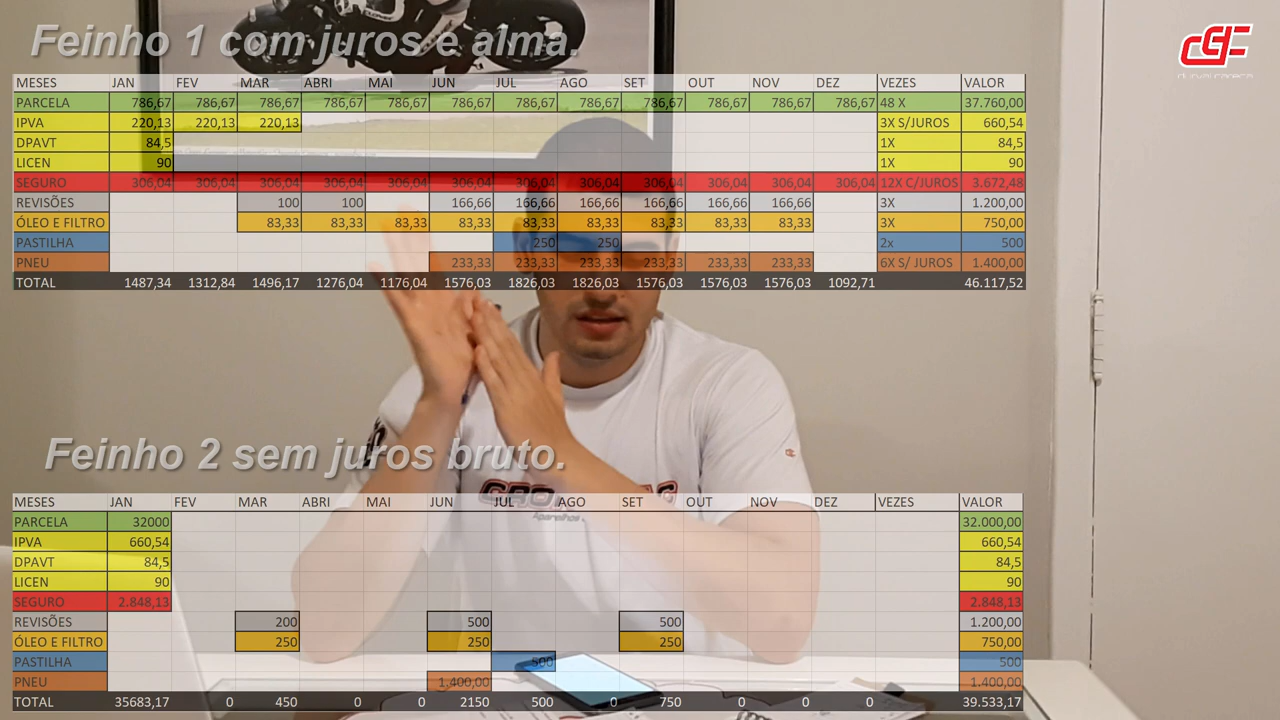 Feinho 1 com juros e alma.
MESES JAN FEV MAR ABRI MAI JUN JUL AGO SET OUT NOV DEZ VEZES VALOR
PARCELA 786,67 786,67 786,67 786,67 786,67 786,67 786,67 786,67 786,67 786,67 786,67 786,67 48 X 37.760,00
IPVA 220,13 220,13 220,13 3X S/JUROS 660,54
DPAVT 84,5 1X 84,5
LICEN 90 1X 90
SEGURO 306,04 306,04 306,04 306,04 306,04 306,04 306,04 306,04 306,04 306,04 306,04 306,04 12X C/JUROS 3.672,48
REVISÕES 100 100 166,66 166,66 166,66 166,66 166,66 166,66 3X 1.200,00
ÓLEO E FILTRO 83,33 83,33 83,33 83,33 83,33 83,33 83,33 83,33 83,33 3X 750,00
PASTILHA 250 250 2x 500
PNEU 233,33 233,33 233,33 233,33 233,33 233,33 6X S/ JUROS 1.400,00
TOTAL 1487,34 1312,84 1496,17 1276,04 1176,04 1576,03 1826,03 1826,03 1576,03 1576,03 1576,03 1092,71 46.117,52
Feinho 2 sem juros bruto.
MESES JAN FEV MAR ABRI MAI JUN JUL AGO SET OUT NOV DEZ VEZES VALOR
PARCELA 32000 32.000,00
IPVA 660,54 660,54
DPAVT 84,5 84,5
LICEN 90 90
SEGURO 2.848,13 2.848,13
REVISÕES 200 500 500 1.200,00
ÓLEO E FILTRO 250 250 250 750,00
PASTILHA 500 500
PNEU 1.400,00 1.400,00
TOTAL 35683,17 0 450 0 0 2150 500 0 750 0 0 0 39.533,17